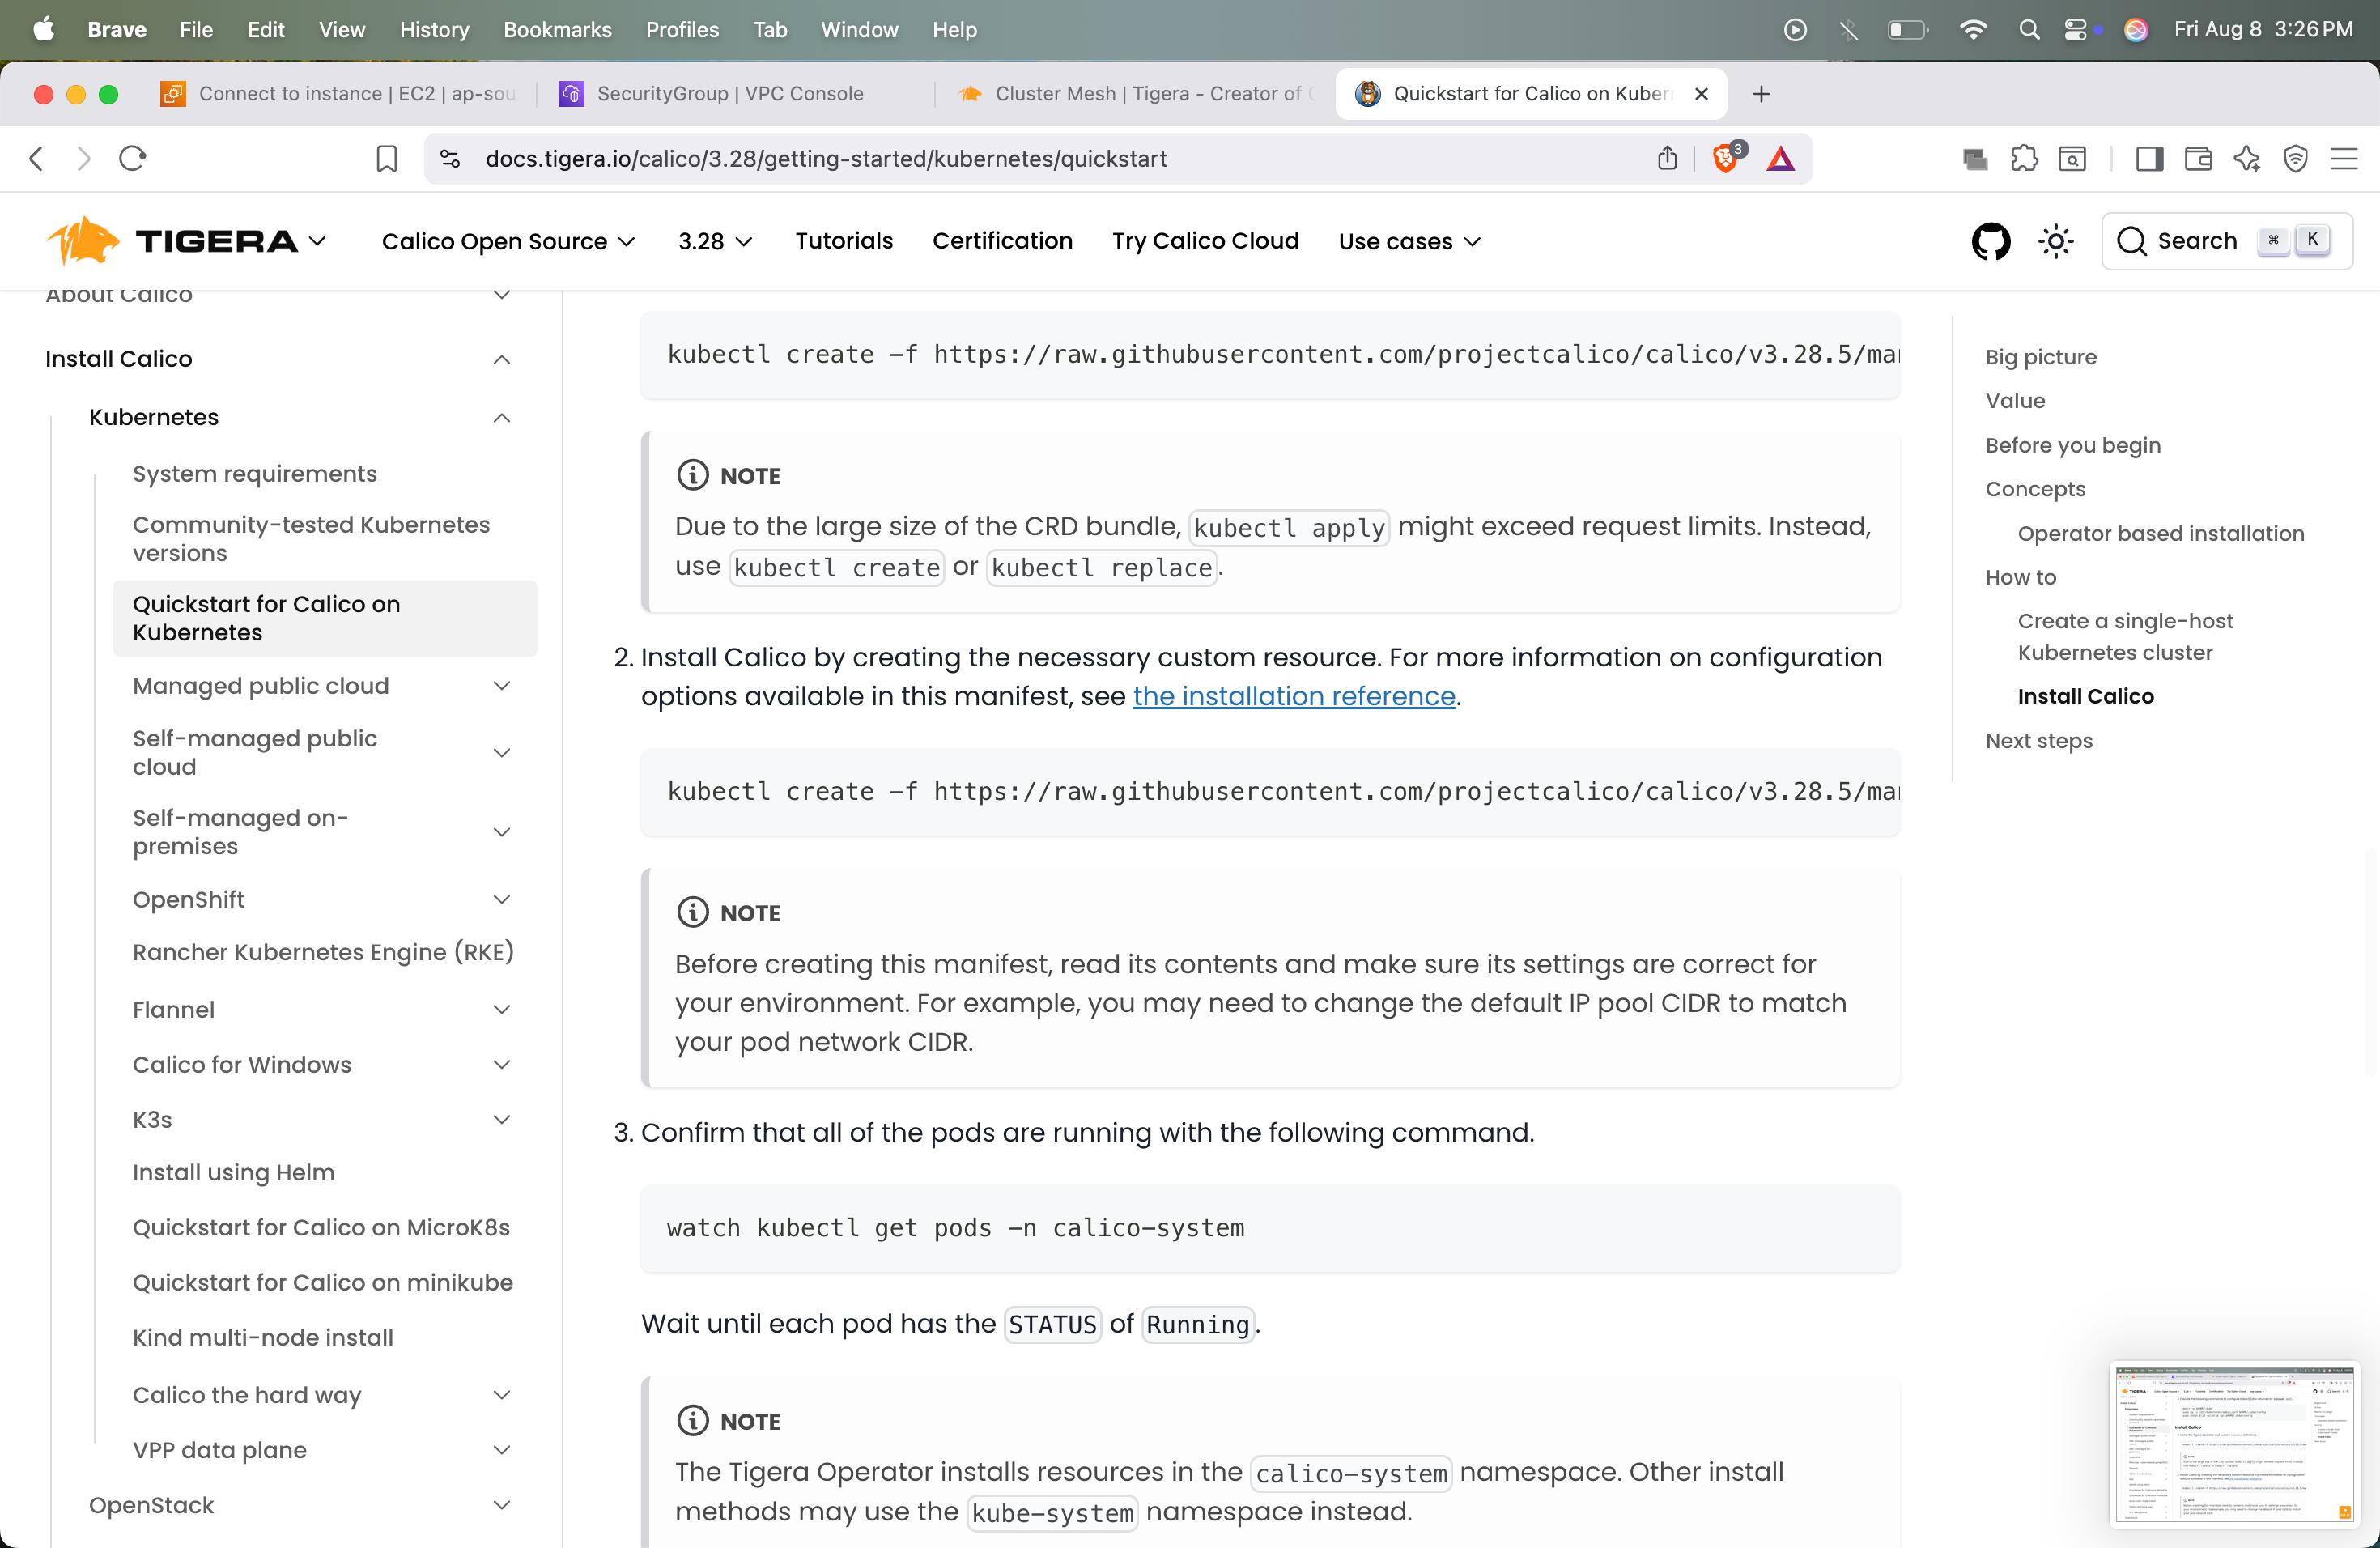 Brave File Edit View History Bookmarks Profiles Tab Window Help Fri Aug 8 3:26 PM
Connect to instance | EC2 | ap-sou
SecurityGroup | VPC Console
Cluster Mesh | Tigera - Creator of
Quickstart for Calico on Kuber
docs.tigera.io/calico/3.28/getting-started/kubernetes/quickstart
3
TIGERA
Calico Open Source 3.28 Tutorials Certification Try Calico Cloud Use cases
Search ⌘ K
About Calico
Install Calico
Kubernetes
System requirements
Community-tested Kubernetes
versions
Quickstart for Calico on
Kubernetes
Managed public cloud
Self-managed public
cloud
Self-managed on-
premises
OpenShift
Rancher Kubernetes Engine (RKE)
Flannel
Calico for Windows
K3s
Install using Helm
Quickstart for Calico on MicroK8s
Quickstart for Calico on minikube
Kind multi-node install
Calico the hard way
VPP data plane
OpenStack
kubectl create -f https://raw.githubusercontent.com/projectcalico/calico/v3.28.5/ma
NOTE
Due to the large size of the CRD bundle, kubectl apply might exceed request limits. Instead,
use kubectl create or kubectl replace.
2. Install Calico by creating the necessary custom resource. For more information on configuration
options available in this manifest, see the installation reference.
kubectl create -f https://raw.githubusercontent.com/projectcalico/calico/v3.28.5/ma
NOTE
Before creating this manifest, read its contents and make sure its settings are correct for
your environment. For example, you may need to change the default IP pool CIDR to match
your pod network CIDR.
3. Confirm that all of the pods are running with the following command.
watch kubectl get pods -n calico-system
Wait until each pod has the STATUS of Running.
NOTE
The Tigera Operator installs resources in the calico-system namespace. Other install
methods may use the kube-system namespace instead.
Big picture
Value
Before you begin
Concepts
Operator based installation
How to
Create a single-host
Kubernetes cluster
Install Calico
Next steps